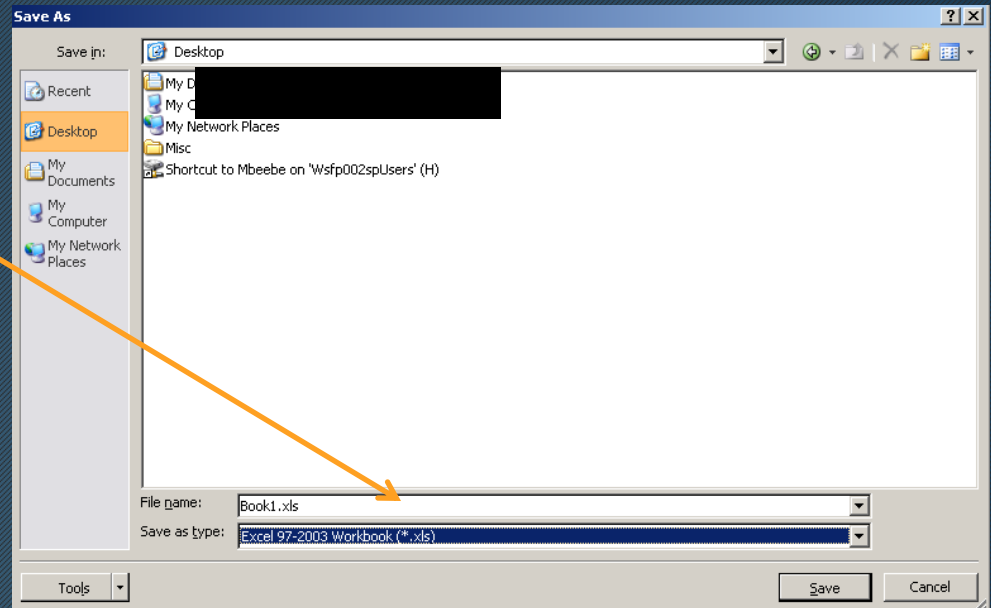 Save As
Save in:
Desktop
Recent
Desktop
My Documents
My Computer
My Network Places
My
My
My Network Places
Misc
Shortcut to Mbeebe on 'Wsfp002spUsers' (H)
File name:
Book1.xls
Save as type:
Excel 97-2003 Workbook (*.xls)
Tools
Save
Cancel